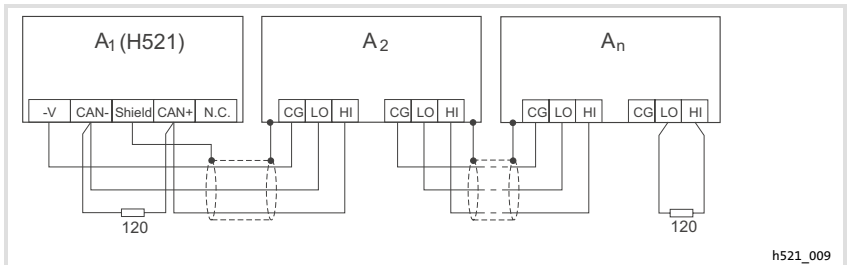 A1 (H521) A2 An
-V CAN- Shield CAN+ N.C. CG LO HI CG LO HI CG LO HI CG LO HI
120 120
h521_009